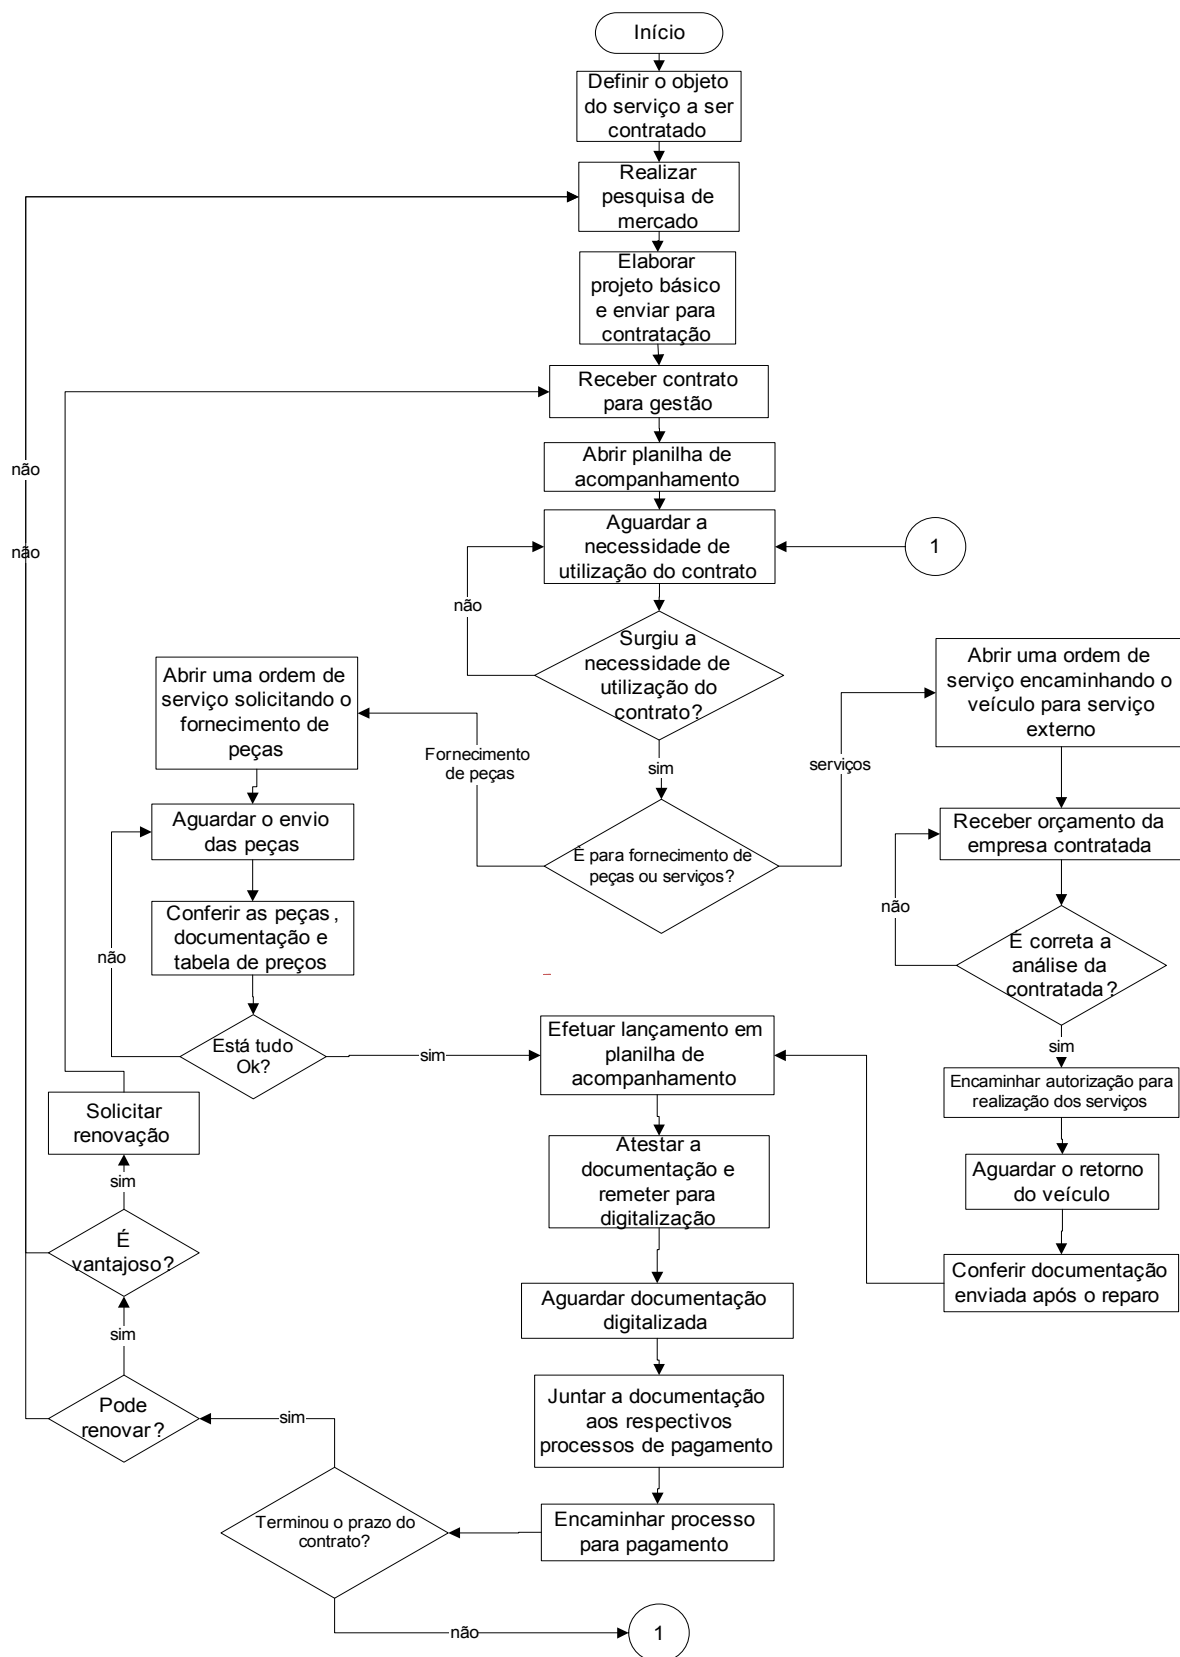 Início
Definir o objeto
do serviço a ser
contratado
Realizar
pesquisa de
mercado
Elaborar
projeto básico
e enviar para
contratação
Receber contrato
para gestão
não
Abrir planilha de
acompanhamento
não
Aguardar a
necessidade de
utilização do contrato
1
não
Surgiu a
necessidade de
utilização do
contrato?
Abrir uma ordem de
serviço solicitando o
fornecimento de
peças
Abrir uma ordem de
serviço encaminhando o
veículo para serviço
externo
Fornecimento
de peças
sim
serviços
Aguardar o envio
das peças
É para fornecimento de
peças ou serviços?
Receber orçamento da
empresa contratada
não
Conferir as peças,
documentação e
tabela de preços
não
É correta a
análise da
contratada?
Está tudo
Ok?
sim
Efetuar lançamento em
planilha de
acompanhamento
sim
Encaminhar autorização para
realização dos serviços
Solicitar
renovação
Atestar a
documentação e
remeter para
digitalização
Aguardar o retorno
do veículo
sim
É
vantajoso?
Conferir documentação
enviada após o reparo
Aguardar documentação
digitalizada
sim
Pode
renovar?
sim
Juntar a documentação
aos respectivos
processos de pagamento
Terminou o prazo do
contrato?
Encaminhar processo
para pagamento
não
1